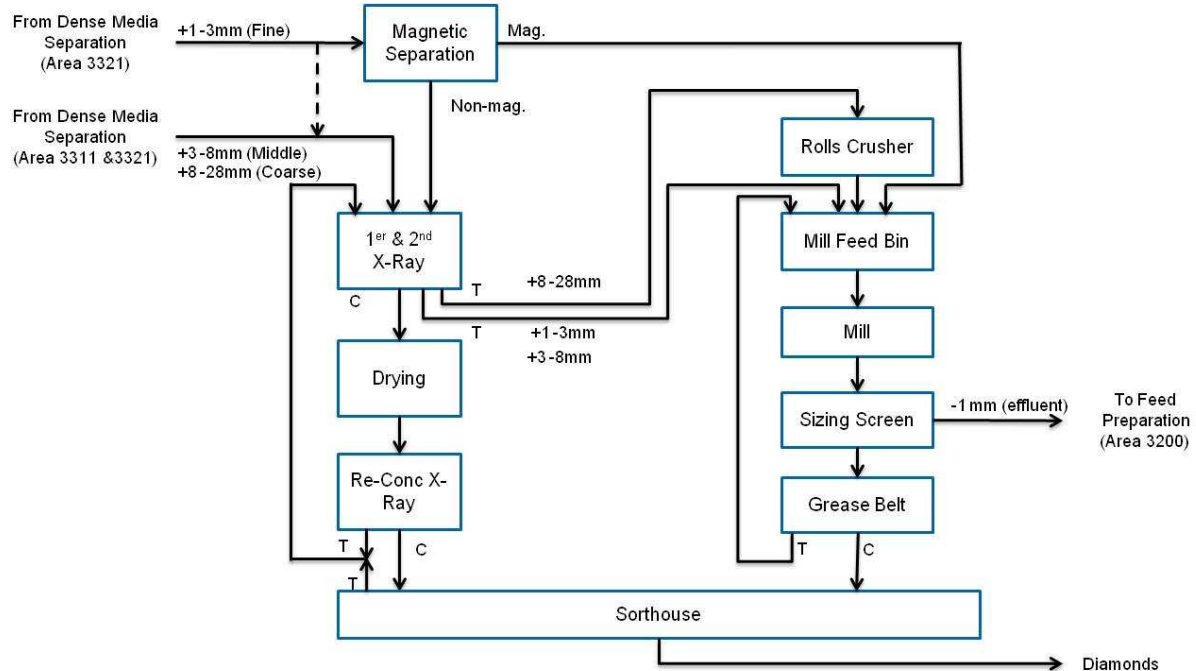 From Dense Media
Separation
(Area 3321)
+1-3mm (Fine)
Magnetic
Separation
Mag.
Non-mag.
From Dense Media
Separation
(Area 3311 &3321)
+3-8mm (Middle)
+8-28mm (Coarse)
Rolls Crusher
1er & 2nd
X-Ray
Mill Feed Bin
C
T
+8-28mm
T
+1-3mm
+3-8mm
Mill
Drying
Sizing Screen
-1mm (effluent)
To Feed
Preparation
(Area 3200)
Re-Conc X-
Ray
Grease Belt
T
C
T
C
T
Sorthouse
Diamonds